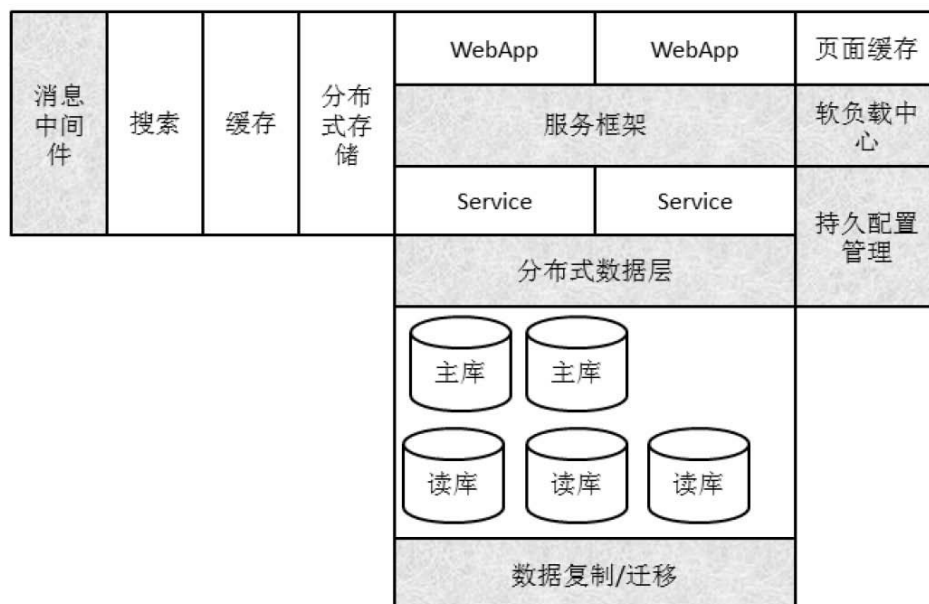 消息
中间
件
搜索
缓存
分布
式存
储
WebApp
WebApp
页面缓存
服务框架
软负载中
心
Service
Service
持久配置
管理
分布式数据层
主库
主库
读库
读库
读库
数据复制/迁移